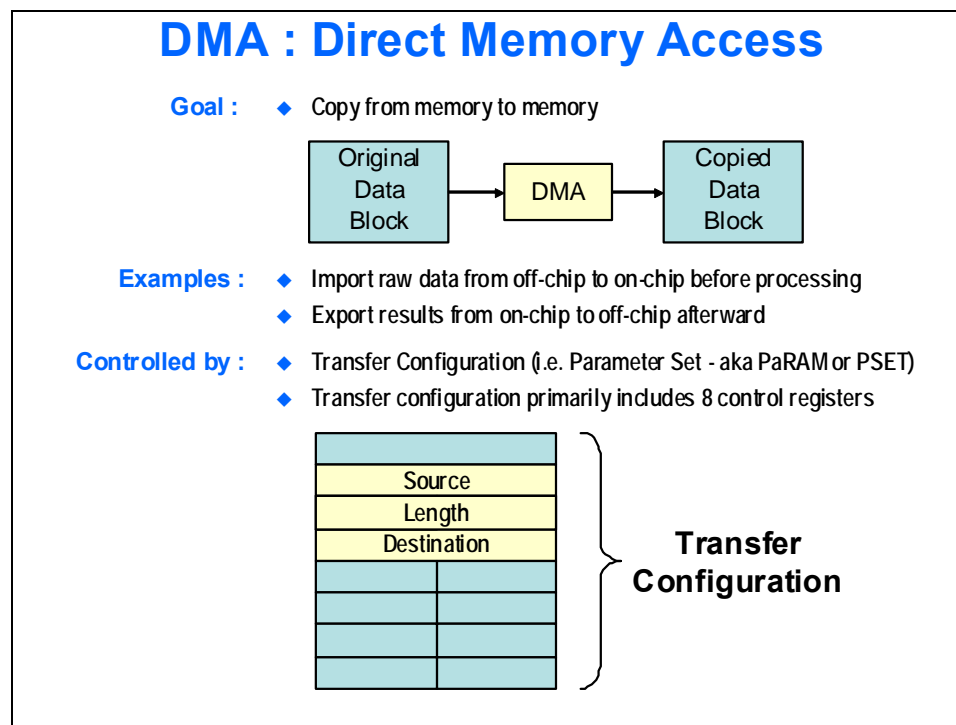 DMA : Direct Memory Access
Goal :
◆ Copy from memory to memory
Original
Data
Block
DMA
Copied
Data
Block
Examples :
◆ Import raw data from off-chip to on-chip before processing
◆ Export results from on-chip to off-chip afterward
Controlled by :
◆ Transfer Configuration (i.e. Parameter Set - aka PaRAM or PSET)
◆ Transfer configuration primarily includes 8 control registers
Source
Length
Destination
Transfer
Configuration